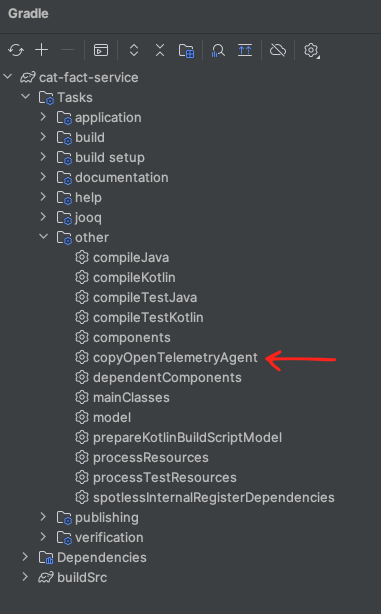 Gradle
cat-fact-service
Tasks
application
build
build setup
documentation
help
jooq
other
compileJava
compileKotlin
compileTestJava
compileTestKotlin
components
copyOpenTelemetryAgent
dependentComponents
mainClasses
model
prepareKotlinBuildScriptModel
processResources
processTestResources
spotlessInternalRegisterDependencies
publishing
verification
Dependencies
buildSrc